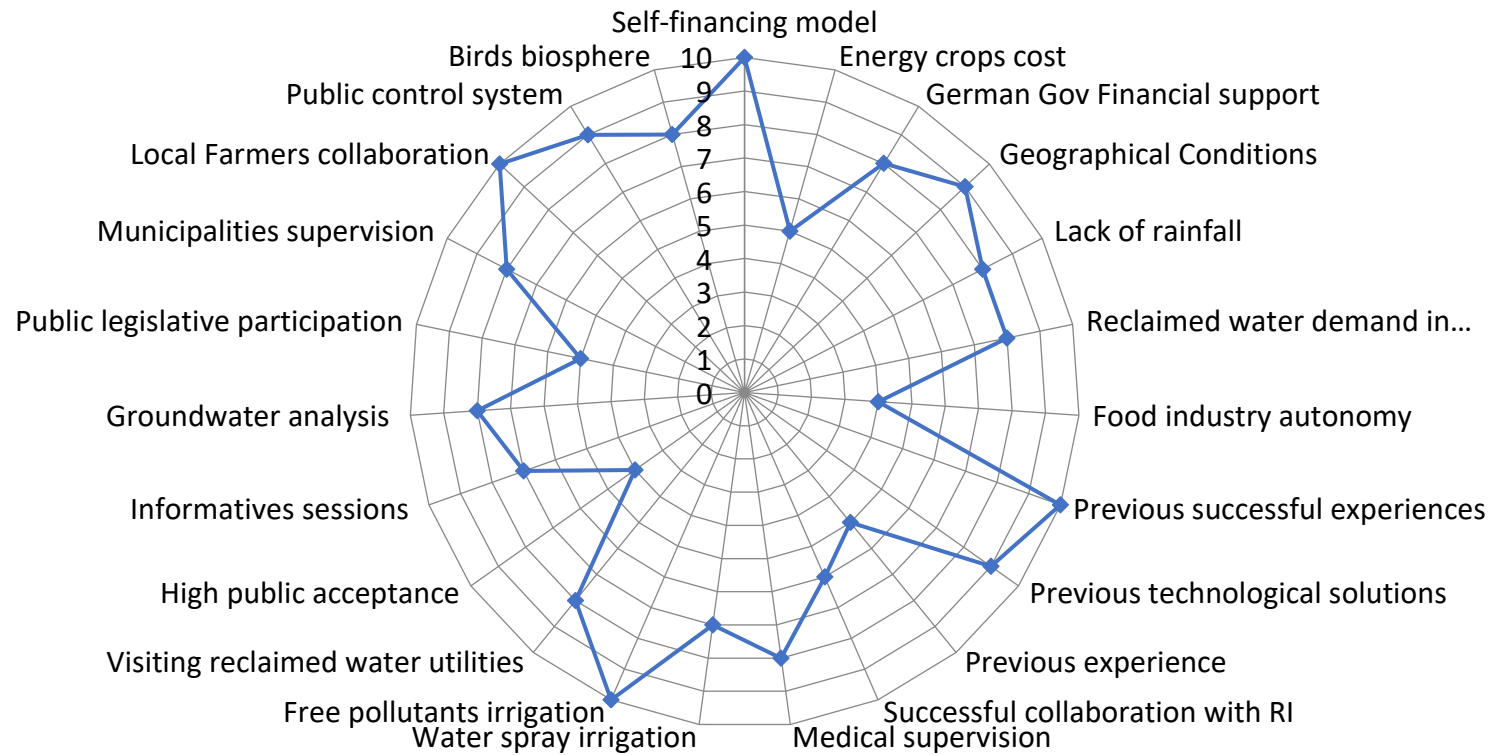 Self-financing model
Energy crops cost
German Gov Financial support
Geographical Conditions
Lack of rainfall
Reclaimed water demand in...
Food industry autonomy
Previous successful experiences
Previous technological solutions
Previous experience
Successful collaboration with RI
Medical supervision
Water spray irrigation
Free pollutants irrigation
Visiting reclaimed water utilities
High public acceptance
Informatives sessions
Groundwater analysis
Public legislative participation
Municipalities supervision
Local Farmers collaboration
Public control system
Birds biosphere
10
9
8
7
6
5
4
3
2
1
0